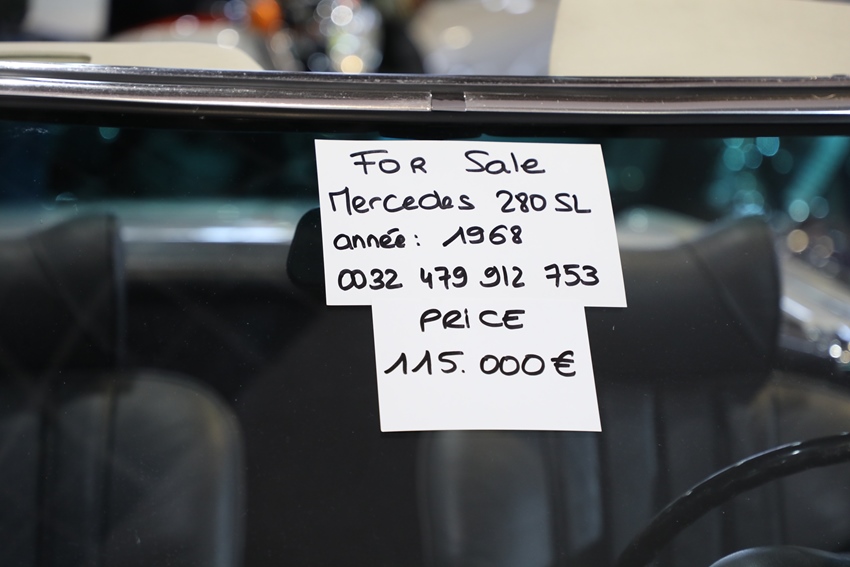 FOR Sale
Mercedes 280 SL
année: 1968
0032 479 912 753
PRICE
115.000€